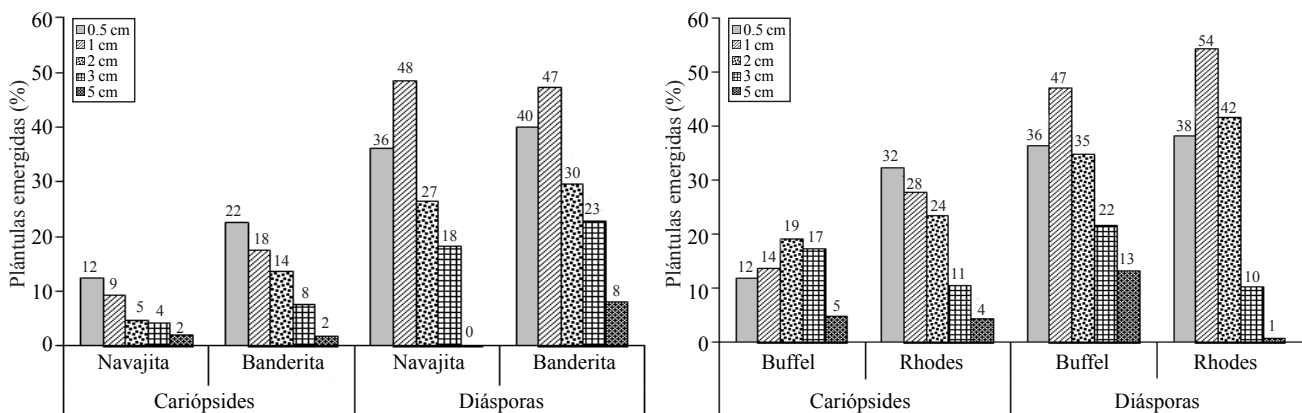 60
50
40
30
20
10
0
Plántulas emergidas (%)
0.5 cm
1 cm
2 cm
3 cm
5 cm
12
9
5
4
2
22
18
14
8
2
36
48
27
18
0
40
47
30
23
8
Navajita
Banderita
Navajita
Banderita
Cariópsides
Diásporas
60
50
40
30
20
10
0
Plántulas emergidas (%)
0.5 cm
1 cm
2 cm
3 cm
5 cm
12
14
19
17
5
32
28
24
11
4
36
47
35
22
13
38
54
42
10
1
Buffel
Rhodes
Buffel
Rhodes
Cariópsides
Diásporas